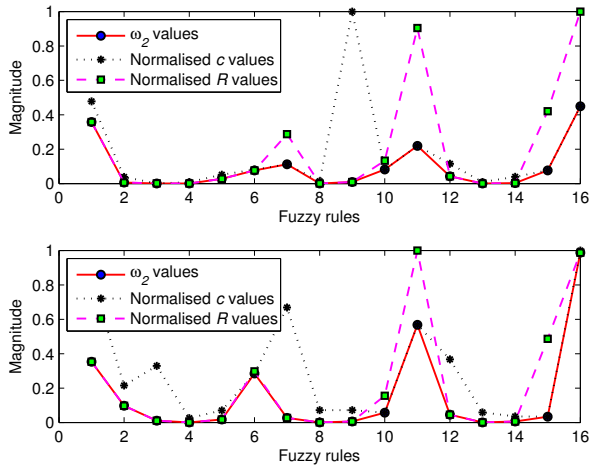 1
0.8
0.6
0.4
0.2
0
Magnitude
ω2 values
Normalised c values
Normalised R values
0 2 4 6 8 10 12 14 16
Fuzzy rules
1
0.8
0.6
0.4
0.2
0
Magnitude
ω2 values
Normalised c values
Normalised R values
0 2 4 6 8 10 12 14 16
Fuzzy rules